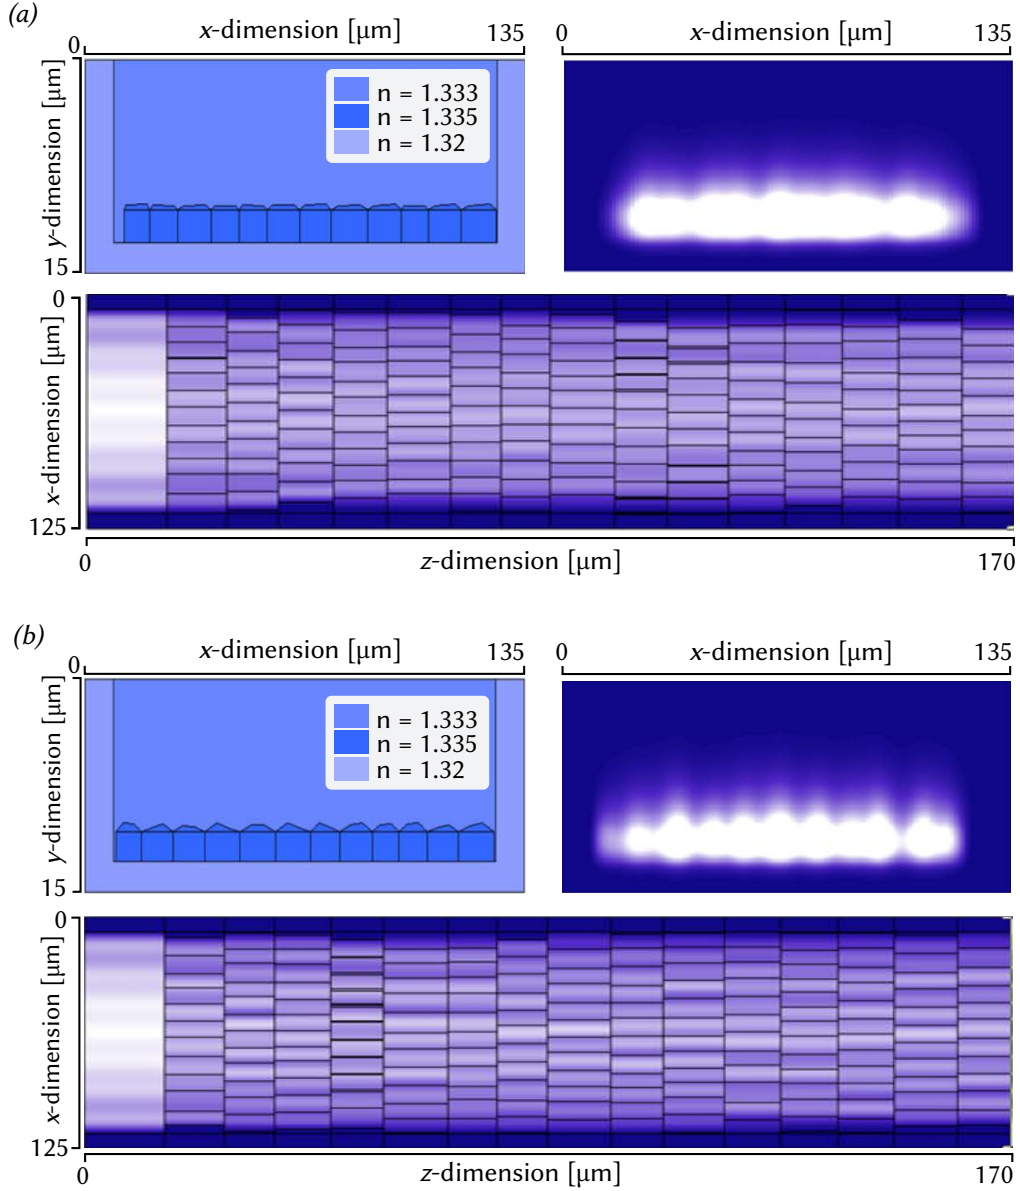 (a)
x-dimension [μm]
0
135
x-dimension [μm]
0
135
y-dimension [μm]
15
n = 1.333
n = 1.335
n = 1.32
0
x-dimension [μm]
125
0
z-dimension [μm]
170
(b)
x-dimension [μm]
0
135
x-dimension [μm]
0
135
y-dimension [μm]
15
n = 1.333
n = 1.335
n = 1.32
0
x-dimension [μm]
125
0
z-dimension [μm]
170